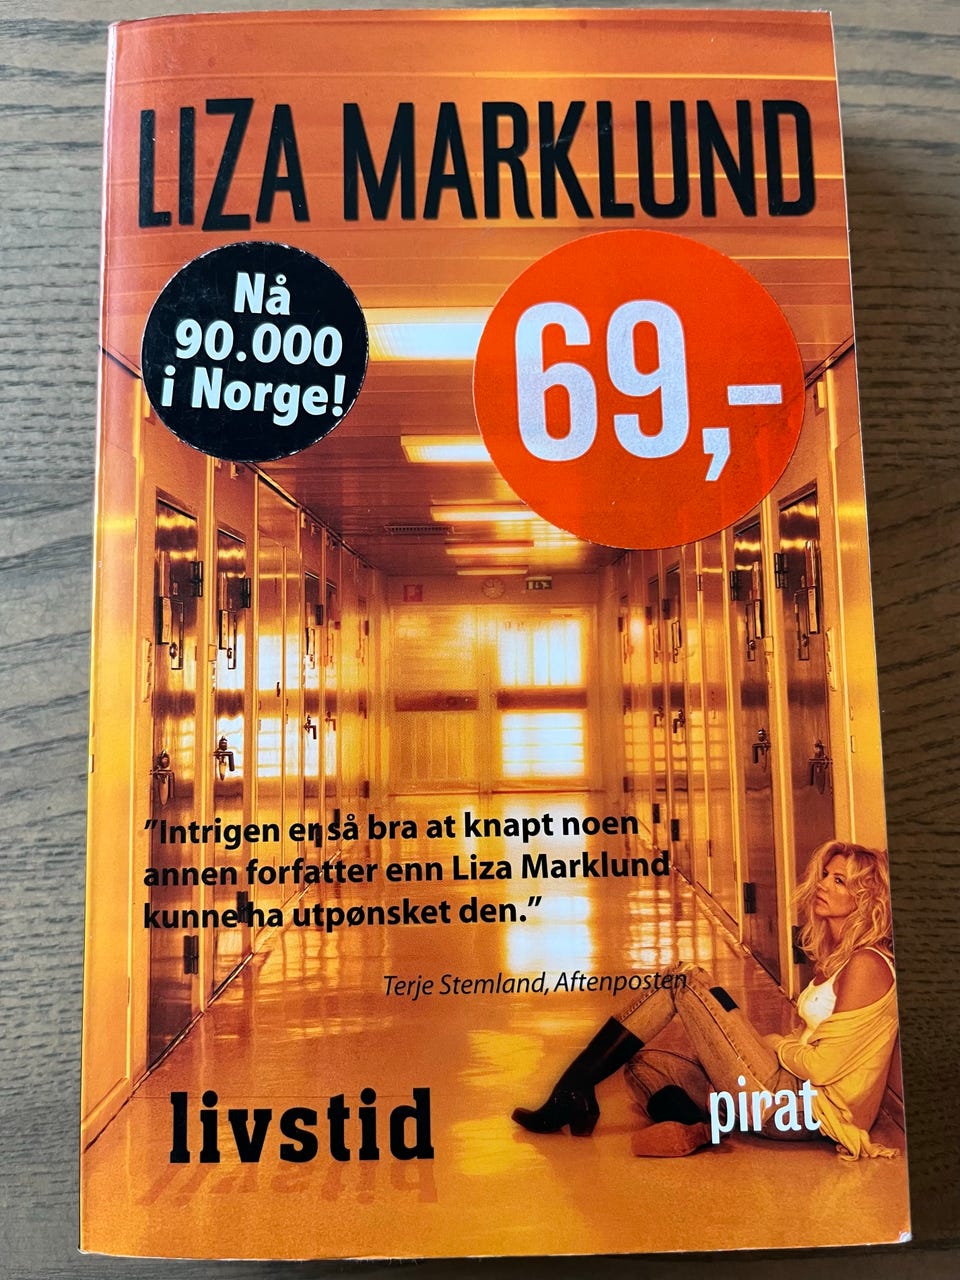 LIZA MARKLUND
Nå
90.000
i Norge!
69,-
”Intrigen er så bra at knapt noen
annen forfatter enn Liza Marklund
kunne ha utpønsket den.”
Terje Stemland, Aftenposten
livstid
pirat